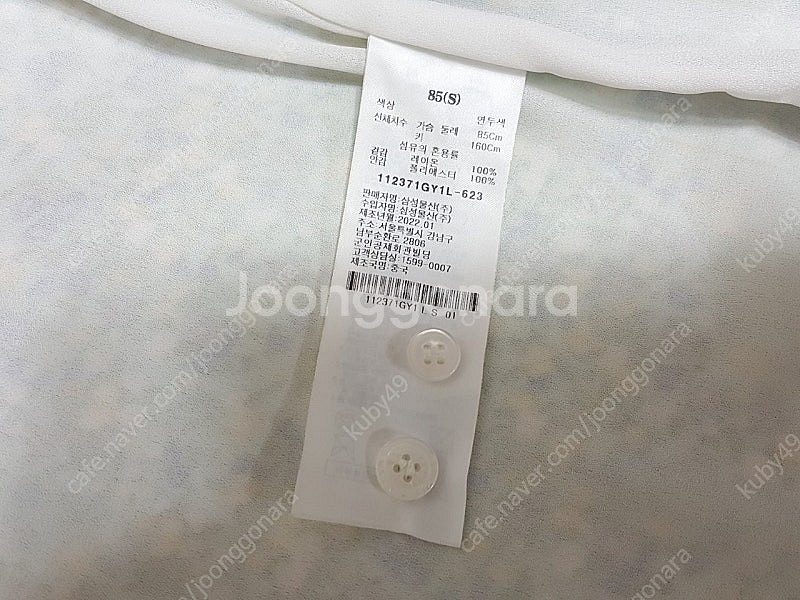 85(S)
색상 연두색
신체치수 가슴 둘레 85Cm
키 160Cm
섬유의 혼용률
겉감 레이온 100%
안감 폴리에스터 100%
112371GY1L-623
판매자명:삼성물산(주)
수입자명:삼성물산(주)
제조년월:2022.01
주소:서울특별시 강남구
남부순환로 2806
군인공제회관빌딩
고객상담실:1599-0007
제조국명:중국
112371GY1L S 01
Joonggonara
cafe.naver.com/joonggonara
kuby49